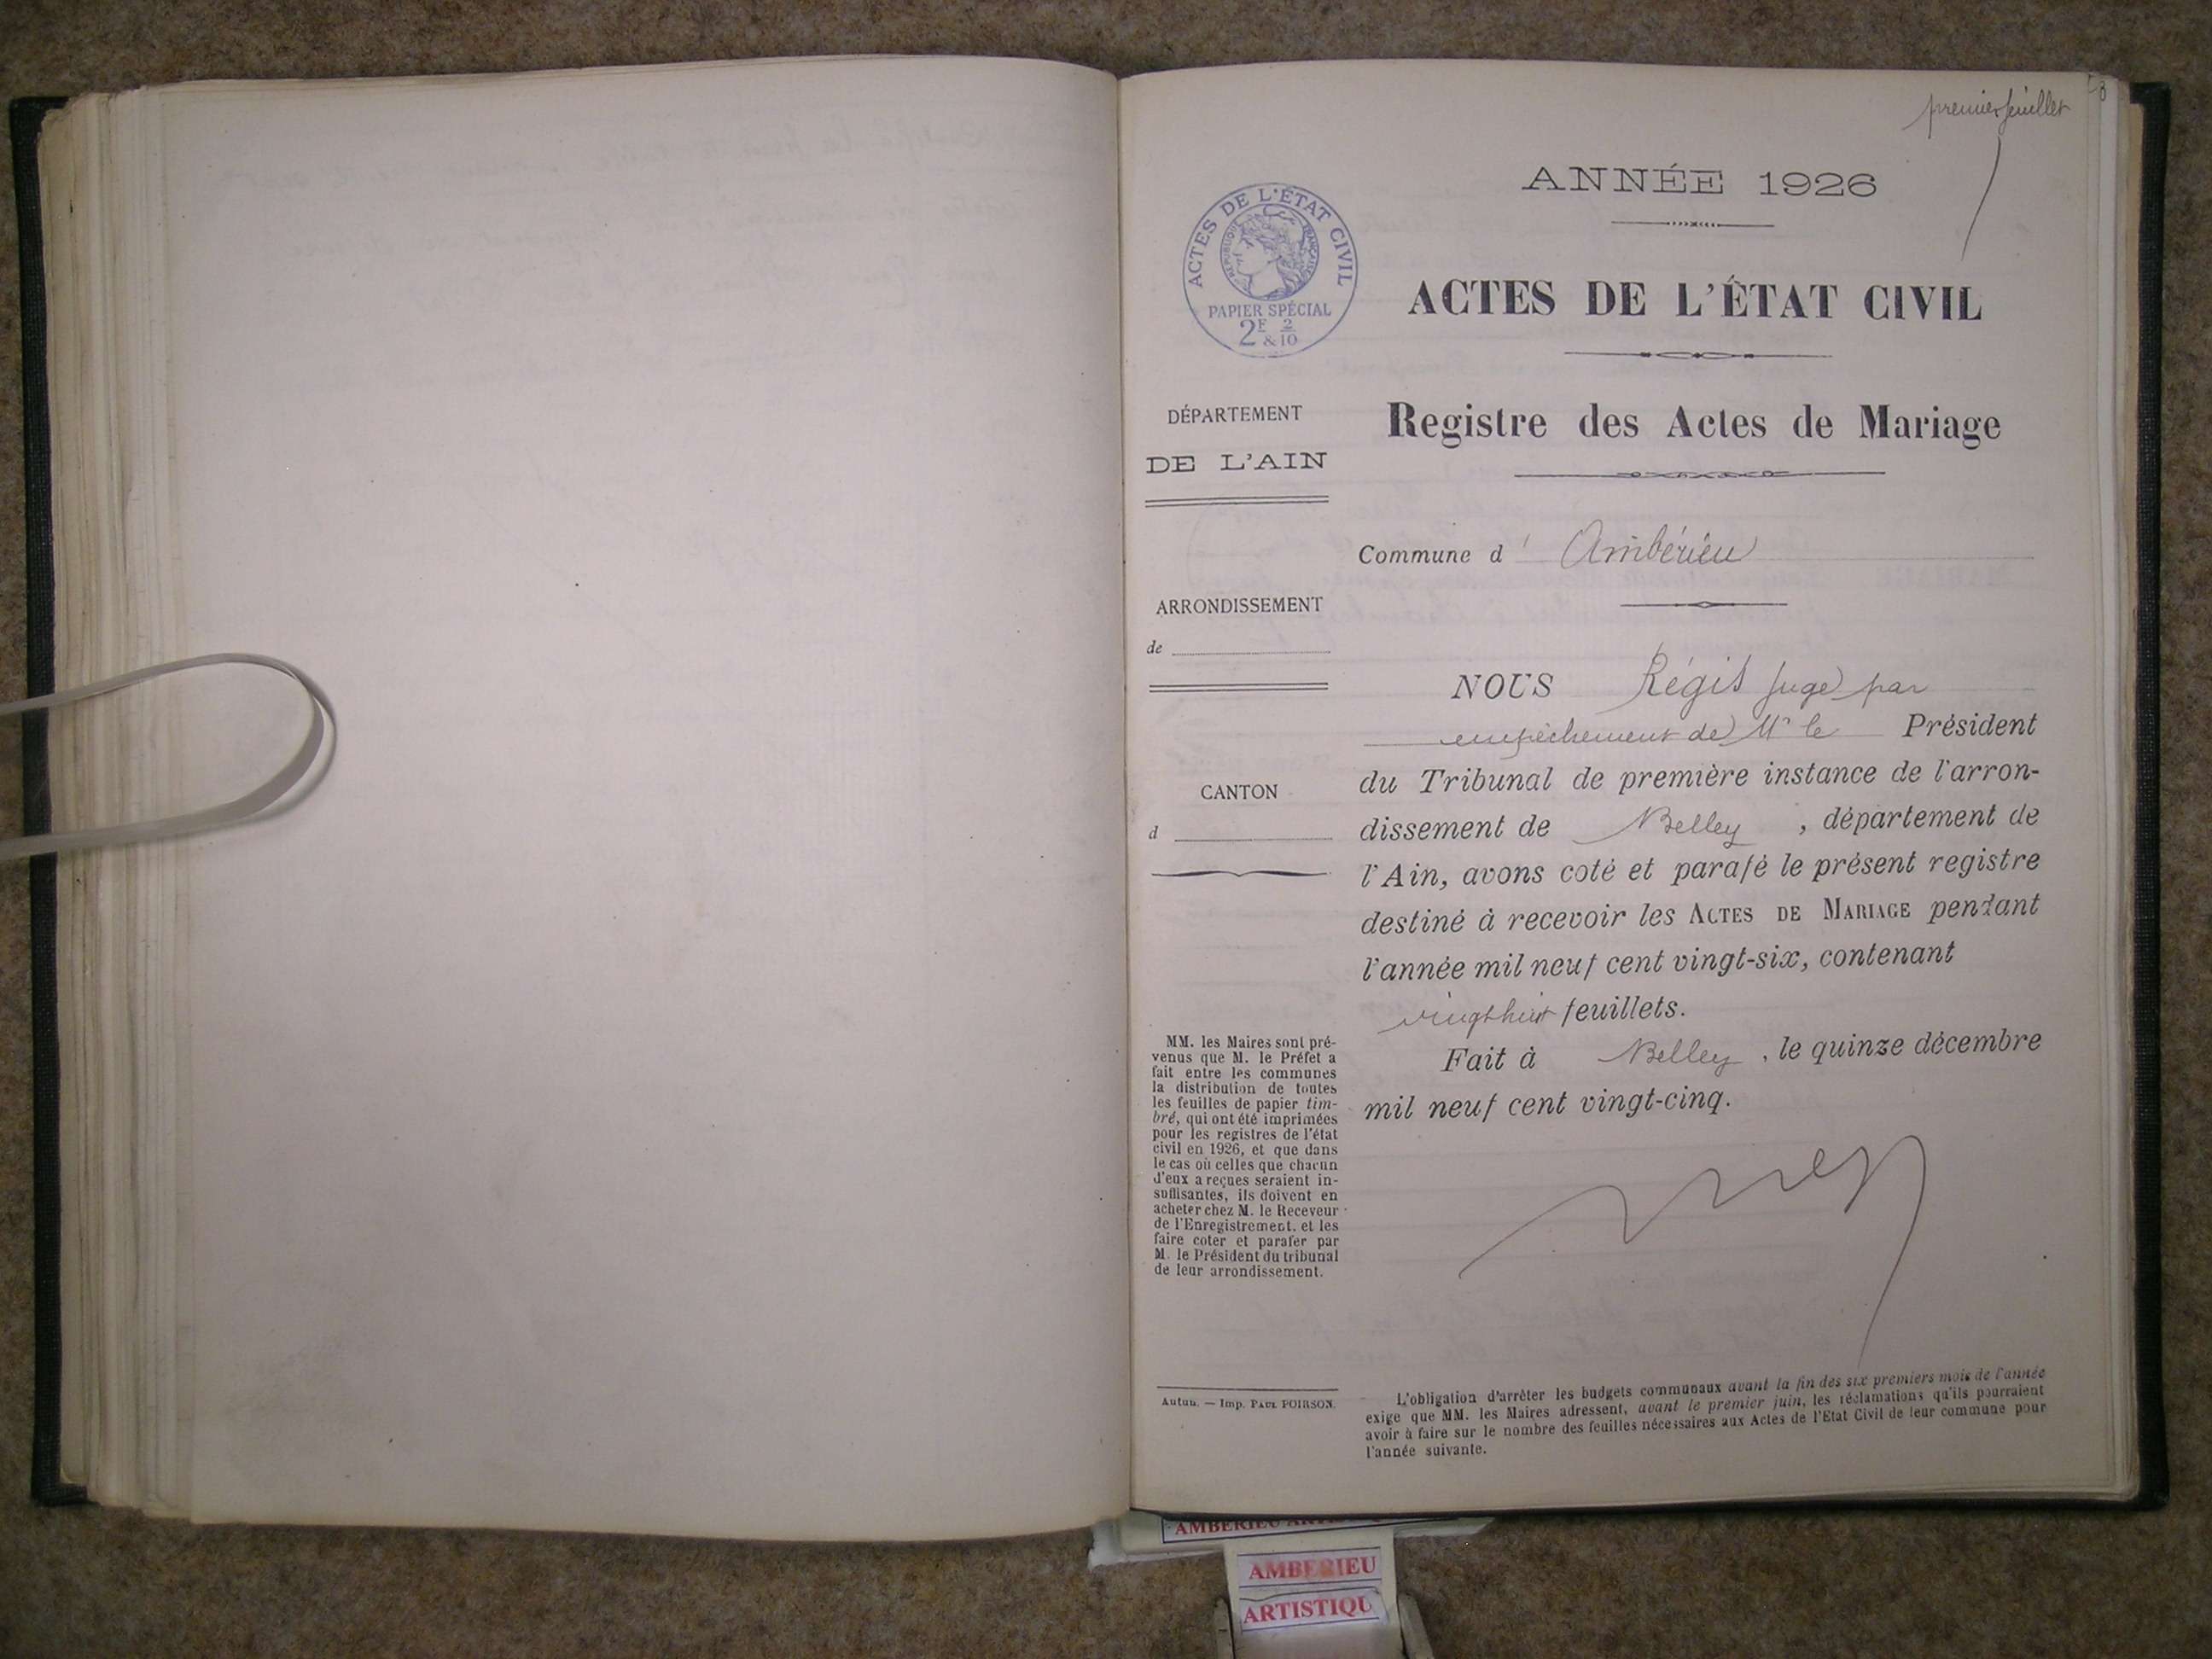 premier feuillet
ANNÉE 1926
ACTES DE L'ÉTAT CIVIL
RÉPUBLIQUE FRANÇAISE
PAPIER SPÉCIAL
2F & 2/10
ACTES DE L'ÉTAT CIVIL
Registre des Actes de Mariage
DÉPARTEMENT
DE L'AIN
ARRONDISSEMENT
de
CANTON
d
MM. les Maires sont pré-
venus que M. le Préfet a
fait entre les communes
la distribution de toutes
les feuilles de papier tim-
bré, qui ont été imprimées
pour les registres de l'état
civil en 1926, et que dans
le cas où celles que chacun
d'eux a reçues seraient in-
suffisantes, ils doivent en
acheter chez M. le Receveur
de l'Enregistrement, et les
faire coter et parafer par
M. le Président du tribunal
de leur arrondissement.
Autun. — Imp. PAUL POIRSON.
Commune d' Ambérieu
NOUS Régis juge par
empêchement de Mr le Président
du Tribunal de première instance de l'arron-
dissement de Belley, département de
l'Ain, avons coté et parafé le présent registre
destiné à recevoir les ACTES DE MARIAGE pendant
l'année mil neuf cent vingt-six, contenant
vingt huit feuillets.
Fait à Belley, le quinze décembre
mil neuf cent vingt-cinq.
L'obligation d'arrêter les budgets communaux avant la fin des six premiers mois de l'année
exige que MM. les Maires adressent, avant le premier juin, les réclamations qu'ils pourraient
avoir à faire sur le nombre des feuilles nécessaires aux Actes de l'Etat Civil de leur commune pour
l'année suivante.
AMBERIEU
AMBERIEU
ARTISTIQU